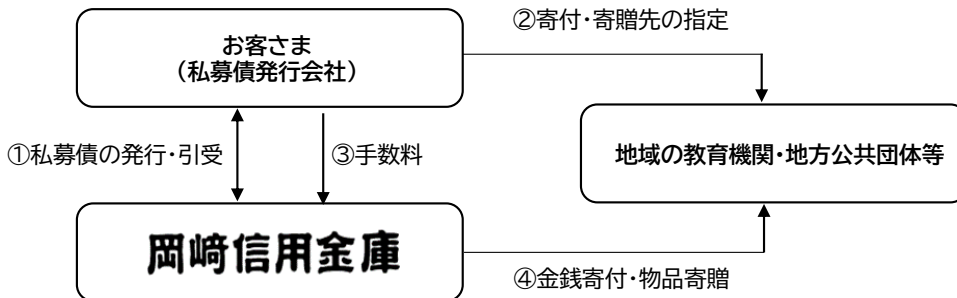 ②寄付・寄贈先の指定
お客さま
（私募債発行会社）
①私募債の発行・引受
③手数料
地域の教育機関・地方公共団体等
岡崎信用金庫
④金銭寄付・物品寄贈